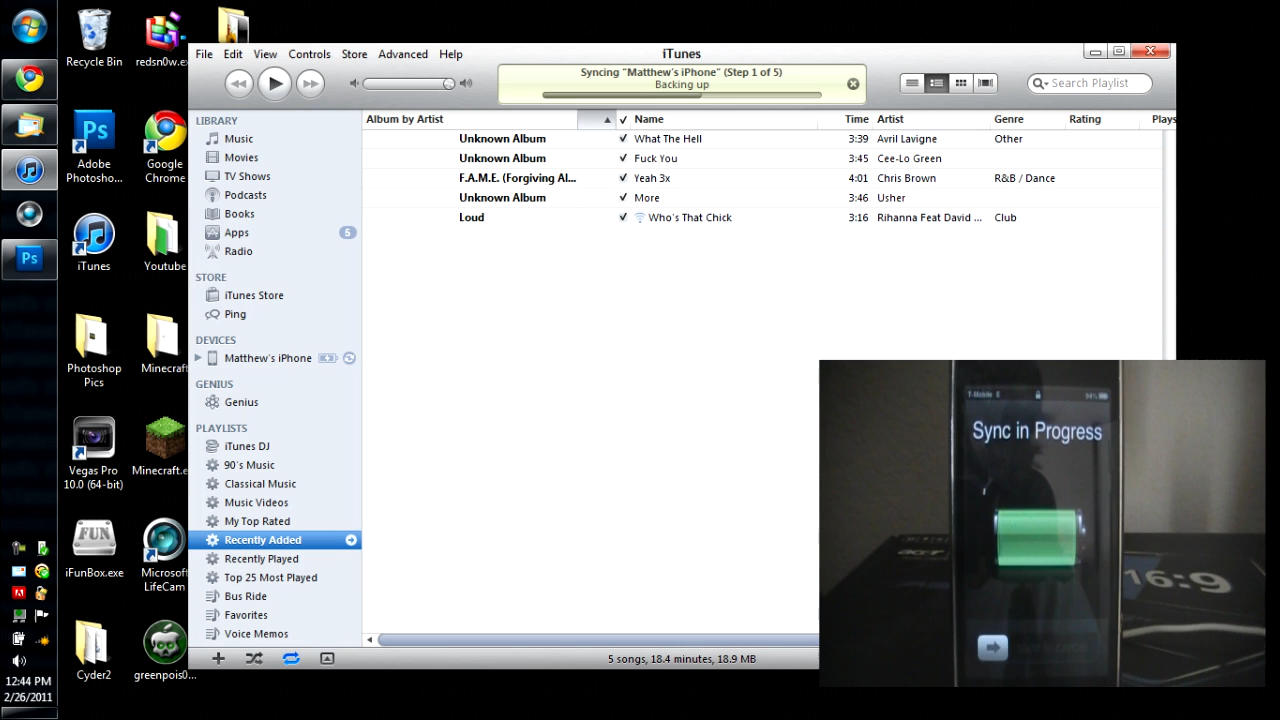 Recycle Bin
redsn0w.ex
Adobe
Photosho...
Google
Chrome
iTunes
Youtube
Photoshop
Pics
Minecraft
Vegas Pro
10.0 (64-bit)
Minecraft.e
iFunBox.exe
Microso
LifeCam
Cyder2
greenpois0...
12:44 PM
2/26/2011
File Edit View Controls Store Advanced Help
iTunes
Syncing "Matthew's iPhone" (Step 1 of 5)
Backing up
Search Playlist
LIBRARY
Music
Movies
TV Shows
Podcasts
Books
Apps 5
Radio
STORE
iTunes Store
Ping
DEVICES
Matthew's iPhone
GENIUS
Genius
PLAYLISTS
iTunes DJ
90's Music
Classical Music
Music Videos
My Top Rated
Recently Added
Recently Played
Top 25 Most Played
Bus Ride
Favorites
Voice Memos
Album by Artist Name Time Artist Genre Rating Plays
Unknown Album What The Hell 3:39 Avril Lavigne Other
Unknown Album Fuck You 3:45 Cee-Lo Green
F.A.M.E. (Forgiving Al... Yeah 3x 4:01 Chris Brown R&B / Dance
Unknown Album More 3:46 Usher
Loud Who's That Chick 3:16 Rihanna Feat David ... Club
5 songs, 18.4 minutes, 18.9 MB
T-Mobile E
Sync in Progress
acer
16:9
Ps
Ps
FUN